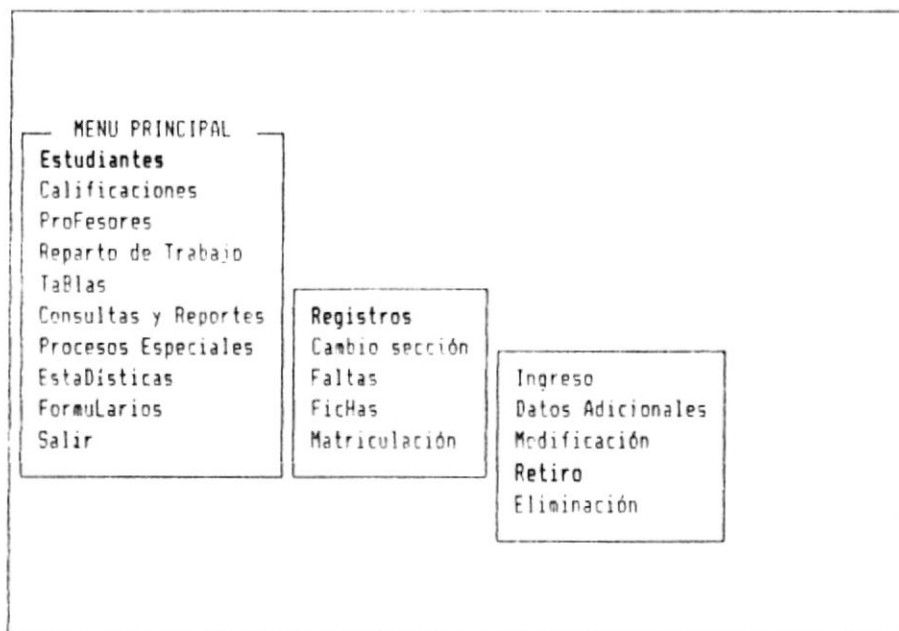 MENU PRINCIPAL
Estudiantes
Calificaciones
ProFesores
Reparto de Trabajo
TaBlas
Consultas y Reportes
Procesos Especiales
EstaDísticas
FormuLarios
Salir
Registros
Cambio sección
Faltas
FicHas
Matriculación
Ingreso
Datos Adicionales
Modificación
Retiro
Eliminación